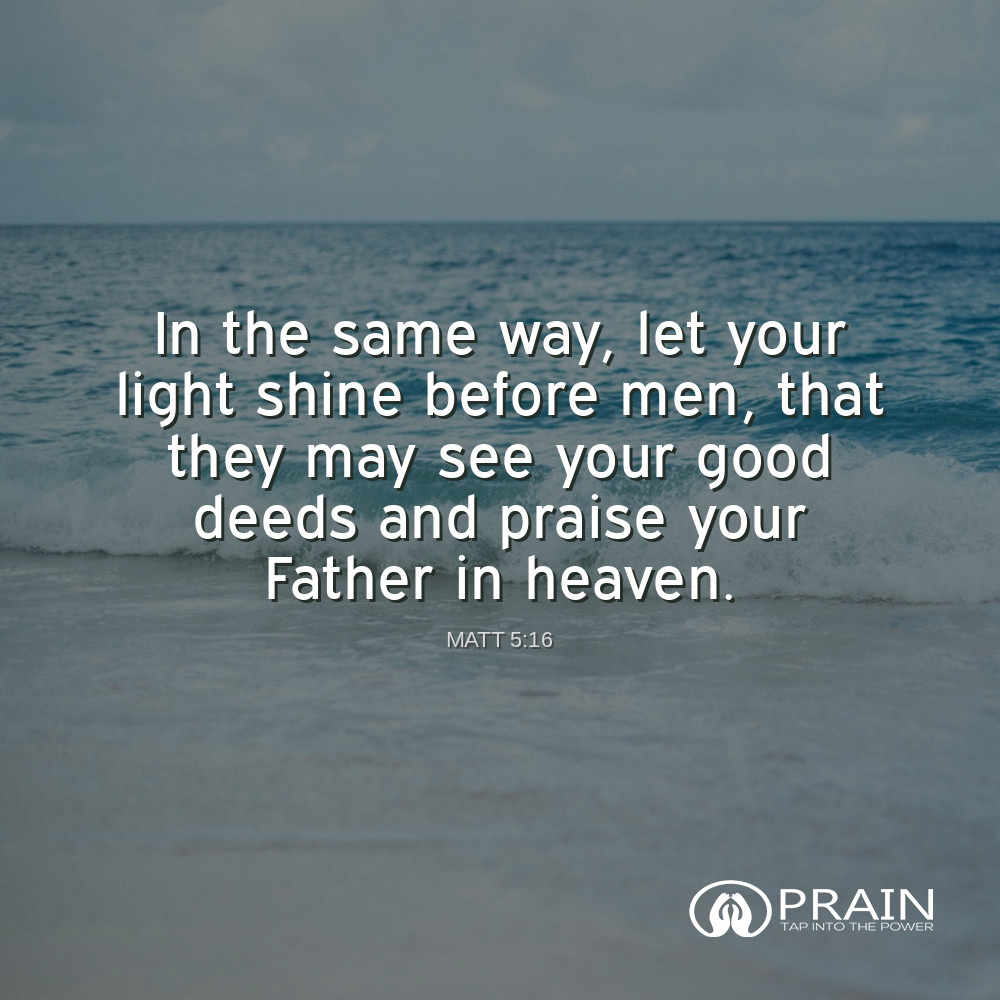 In the same way, let your
light shine before men, that
they may see your good
deeds and praise your
Father in heaven.
MATT 5:16
PRAIN
TAP INTO THE POWER